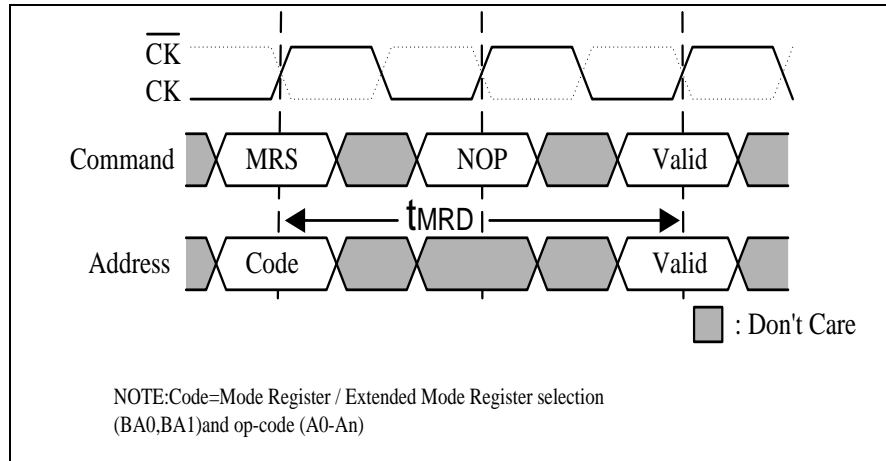 CK
CK
Command MRS NOP Valid
tMRD
Address Code Valid
: Don't Care
NOTE:Code=Mode Register / Extended Mode Register selection
(BA0,BA1)and op-code (A0-An)